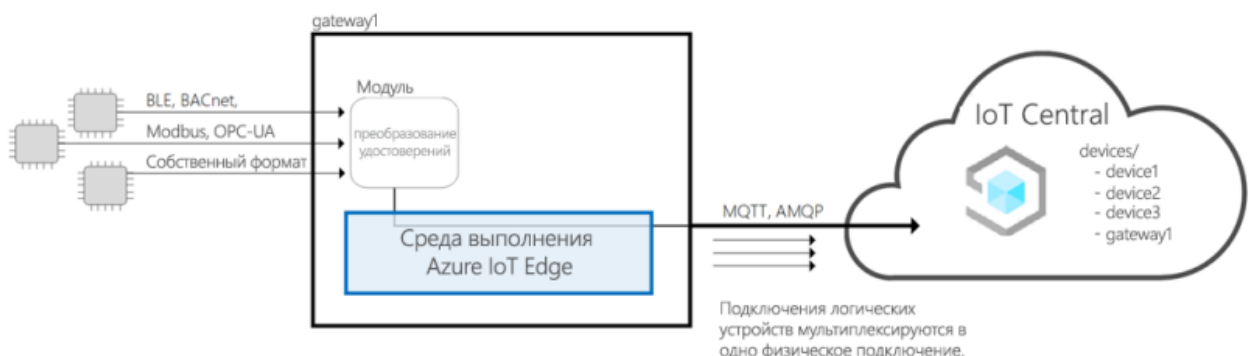 gateway1
BLE, BACnet,
Modbus, OPC-UA
Собственный формат
Модуль
преобразование
удостоверений
Среда выполнения
Azure IoT Edge
MQTT, AMQP
Подключения логических
устройств мультиплексируются в
одно физическое подключение.
IoT Central
devices/
- device1
- device2
- device3
- gateway1